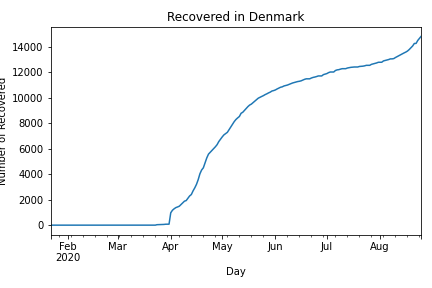 Recovered in Denmark
Number of Recovered
14000
12000
10000
8000
6000
4000
2000
0
Feb
2020
Mar
Apr
May
Jun
Jul
Aug
Day